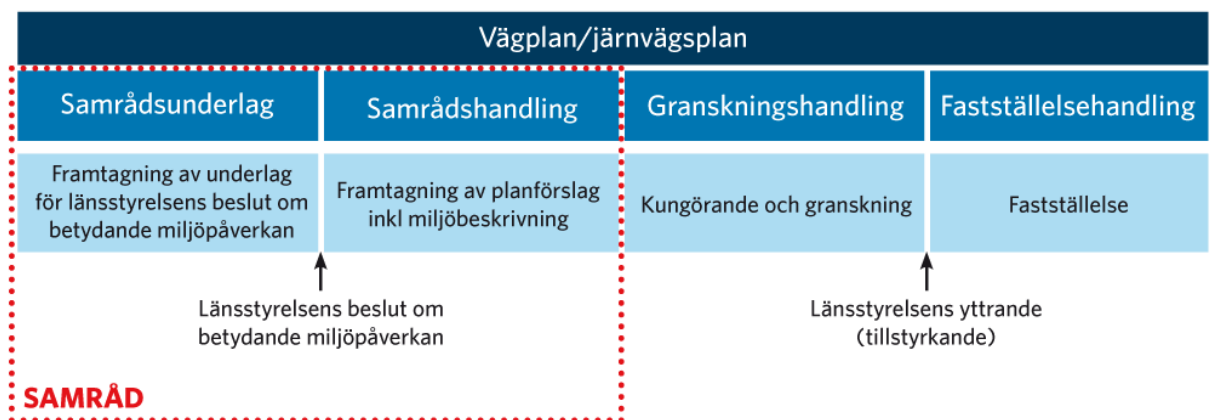 Vägplan/järnvägsplan
Samrådsunderlag
Samrådshandling
Granskningshandling
Fastställelsehandling
Framtagning av underlag
för länsstyrelsens beslut om
betydande miljöpåverkan
Framtagning av planförslag
inkl miljöbeskrivning
Kungörande och granskning
Fastställelse
Länsstyrelsens beslut om
betydande miljöpåverkan
Länsstyrelsens yttrande
(tillstyrkande)
SAMRÅD